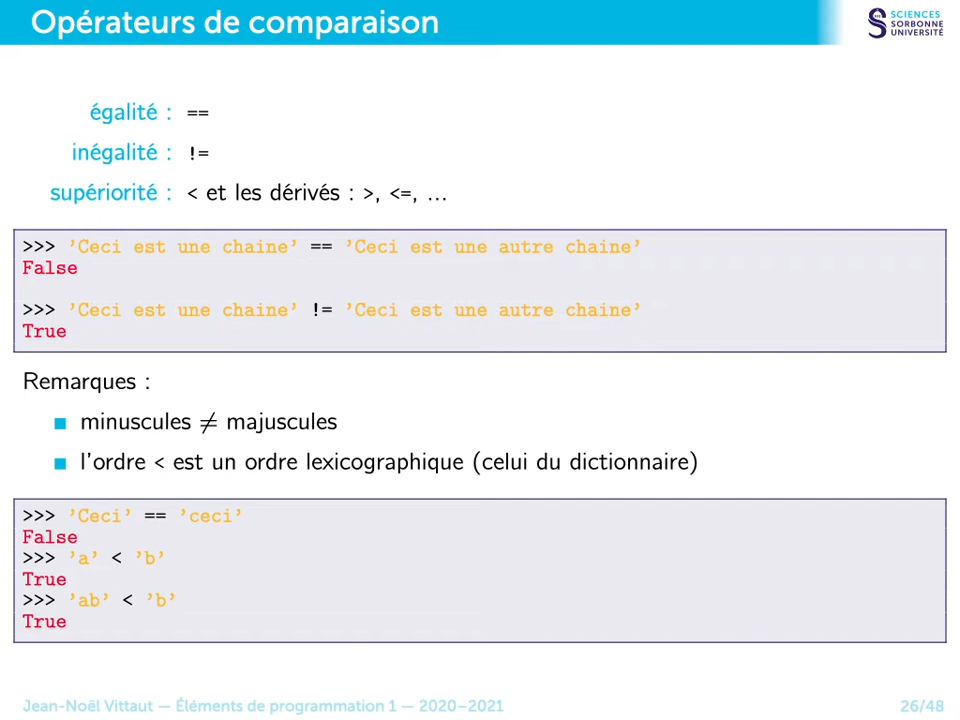 Opérateurs de comparaison
SCIENCES
SORBONNE
UNIVERSITÉ
égalité : ==
inégalité : !=
supériorité : < et les dérivés : >, <=, ...
>>> 'Ceci est une chaine' == 'Ceci est une autre chaine'
False
>>> 'Ceci est une chaine' != 'Ceci est une autre chaine'
True
Remarques :
minuscules ≠ majuscules
l'ordre < est un ordre lexicographique (celui du dictionnaire)
>>> 'Ceci' == 'ceci'
False
>>> 'a' < 'b'
True
>>> 'ab' < 'b'
True
Jean-Noël Vittaut — Éléments de programmation 1 — 2020–2021 26/48